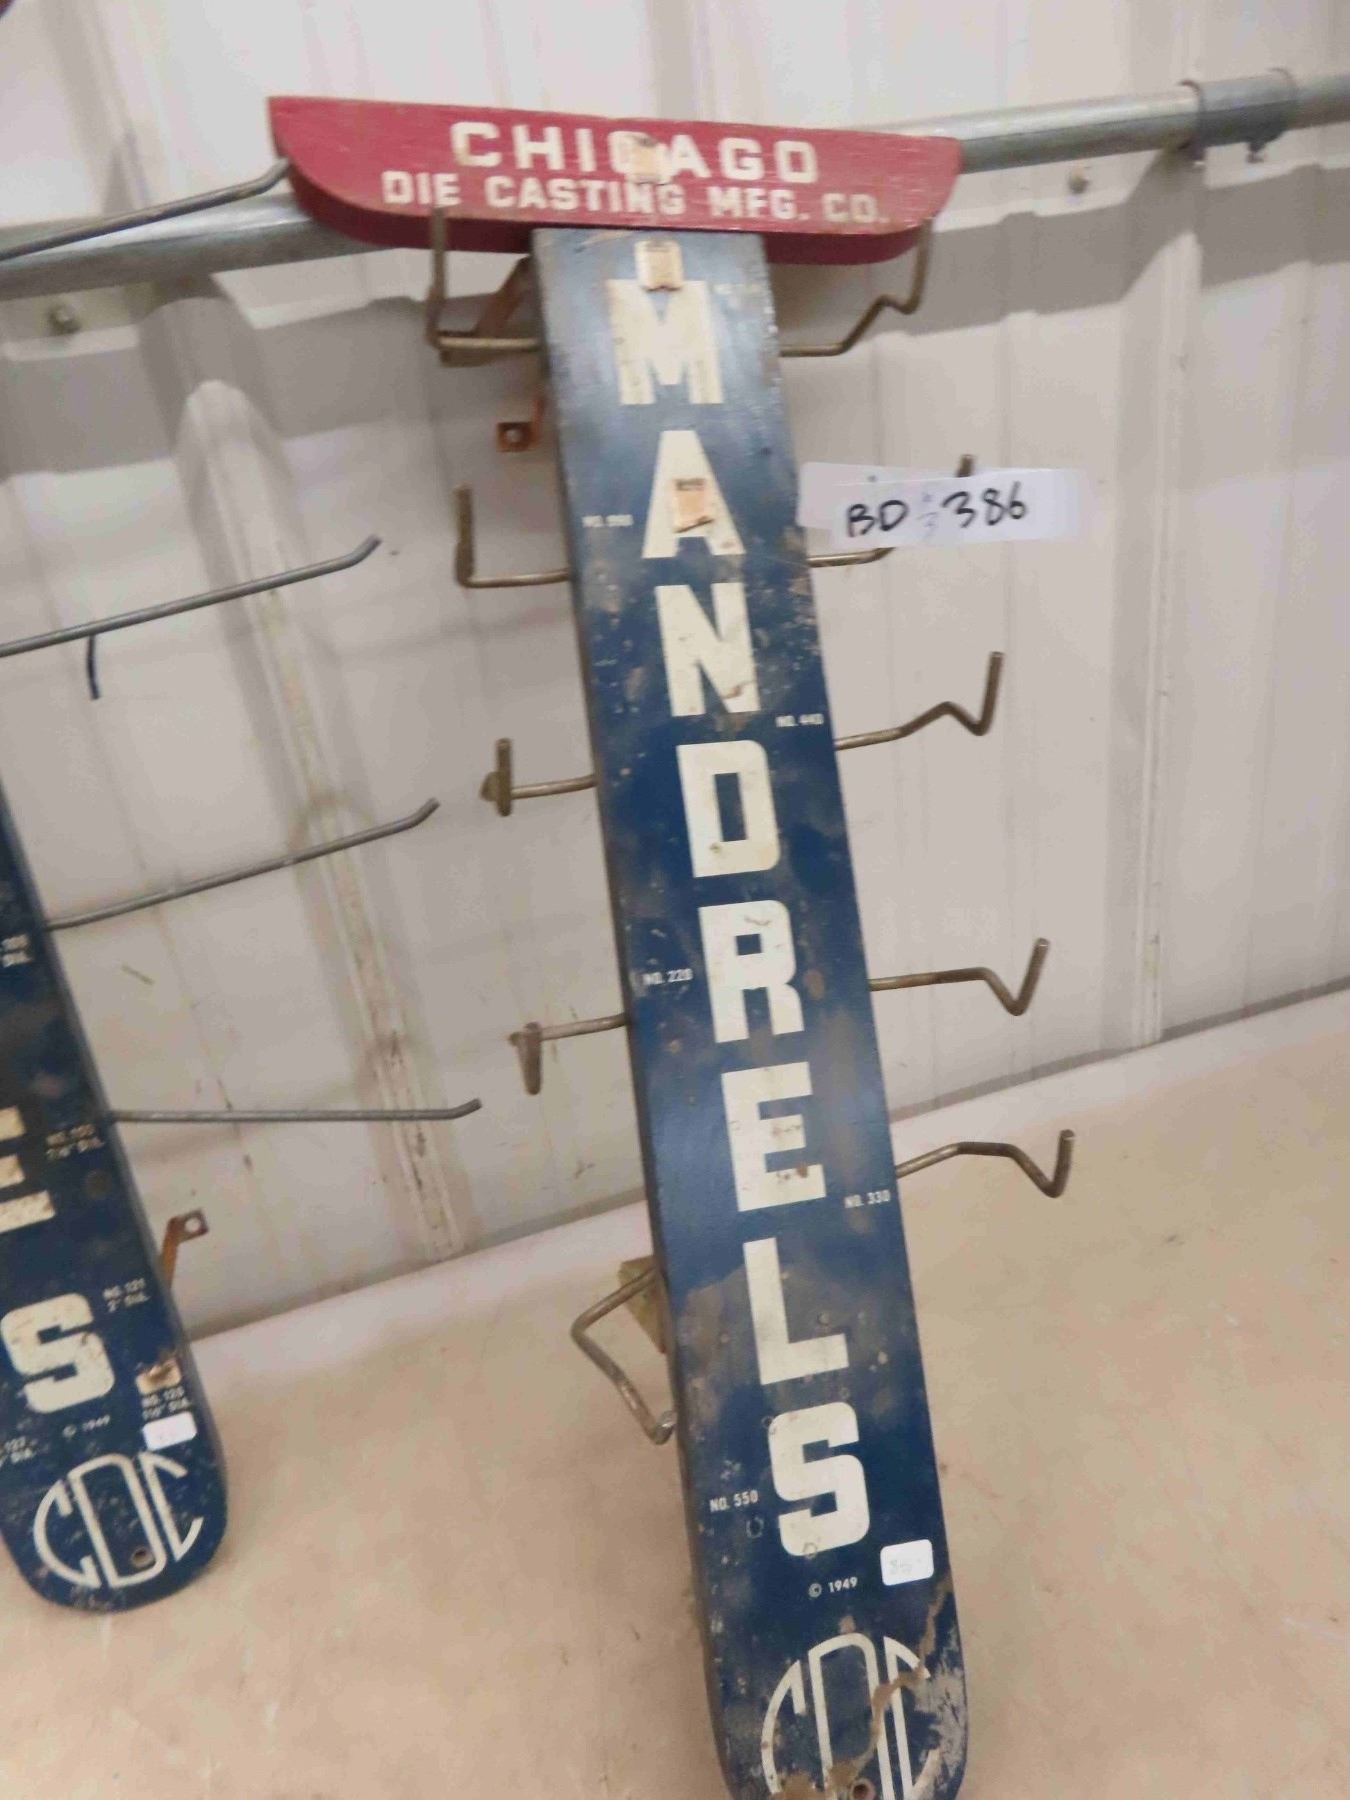 CHICAGO
DIE CASTING MFG. CO.
MANDRELS
BD 386
NO. 440
NO. 220
NO. 330
NO. 550
© 1949
CDC
E
S
NO. 121
2" DIA.
NO. 120
© 1949
CDC